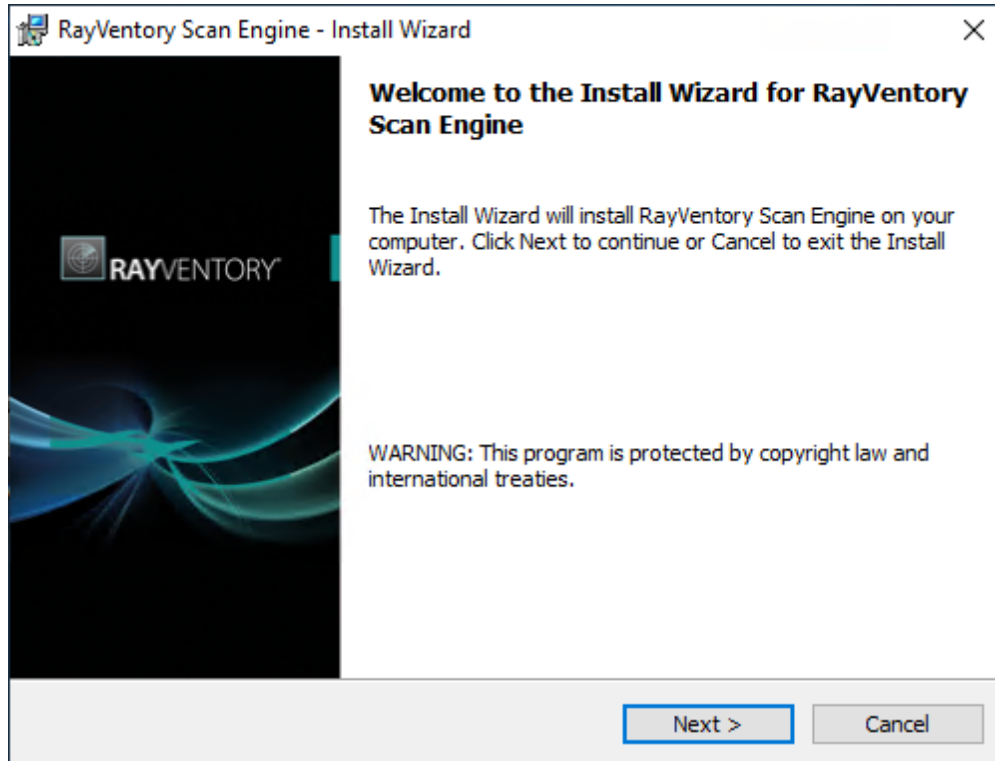 RayVentory Scan Engine - Install Wizard
Welcome to the Install Wizard for RayVentory
Scan Engine
The Install Wizard will install RayVentory Scan Engine on your
computer. Click Next to continue or Cancel to exit the Install
Wizard.
RAYVENTORY
WARNING: This program is protected by copyright law and
international treaties.
Next >
Cancel